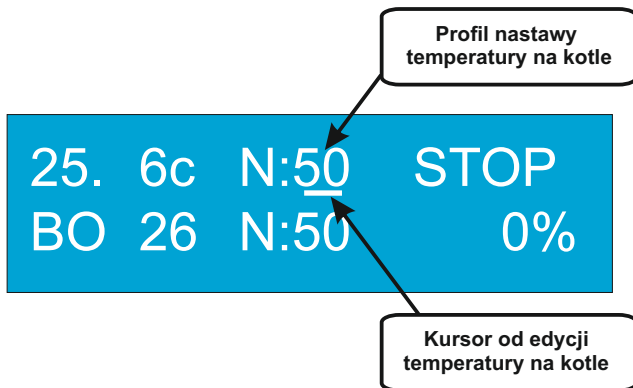 Profil nastawy
temperatury na kotle
25. 6c N:50 STOP
BO 26 N:50 0%
Kursor od edycji
temperatury na kotle